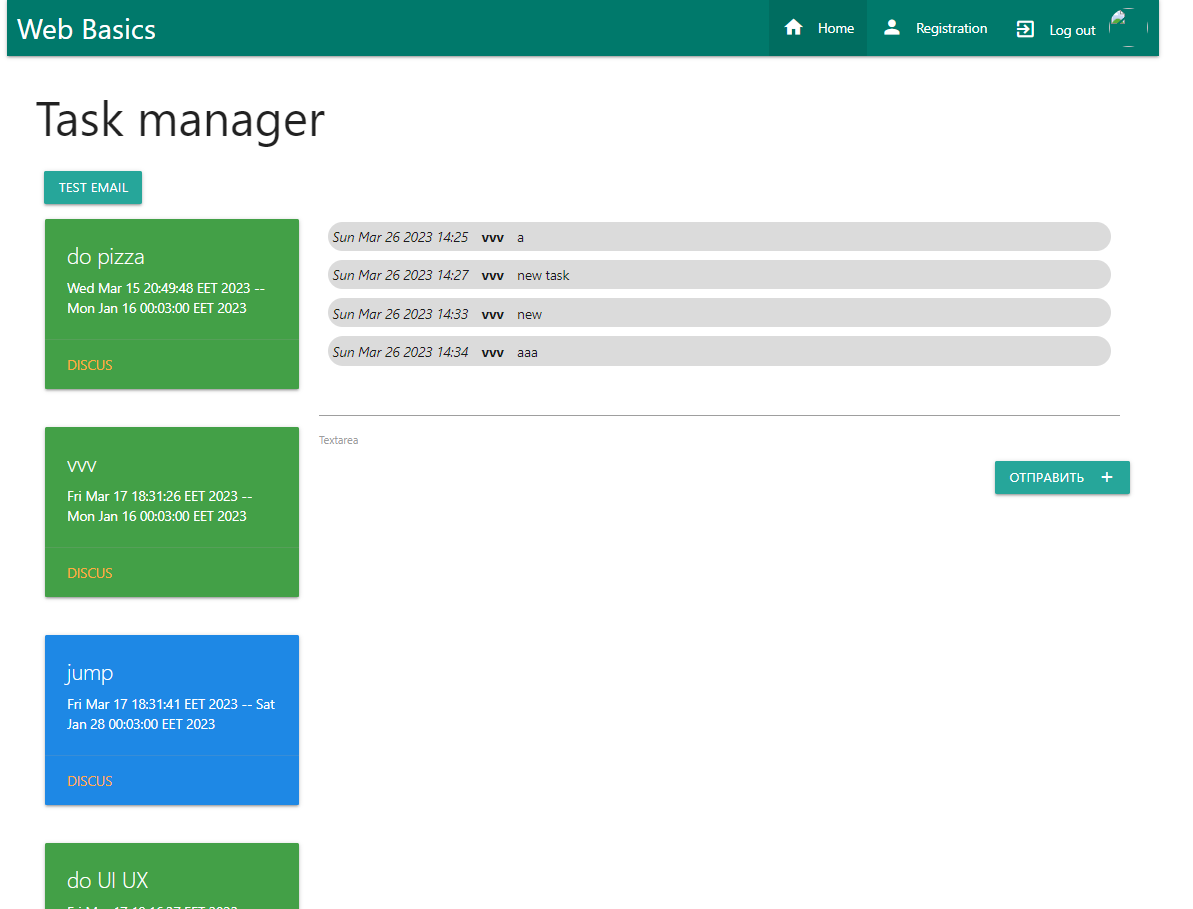 Web Basics
Home
Registration
Log out
Task manager
TEST EMAIL
do pizza
Wed Mar 15 20:49:48 EET 2023 --
Mon Jan 16 00:03:00 EET 2023
DISCUS
vvv
Fri Mar 17 18:31:26 EET 2023 --
Mon Jan 16 00:03:00 EET 2023
DISCUS
jump
Fri Mar 17 18:31:41 EET 2023 -- Sat
Jan 28 00:03:00 EET 2023
DISCUS
do UI UX
Sun Mar 26 2023 14:25 vvv a
Sun Mar 26 2023 14:27 vvv new task
Sun Mar 26 2023 14:33 vvv new
Sun Mar 26 2023 14:34 vvv aaa
Textarea
ОТПРАВИТЬ +